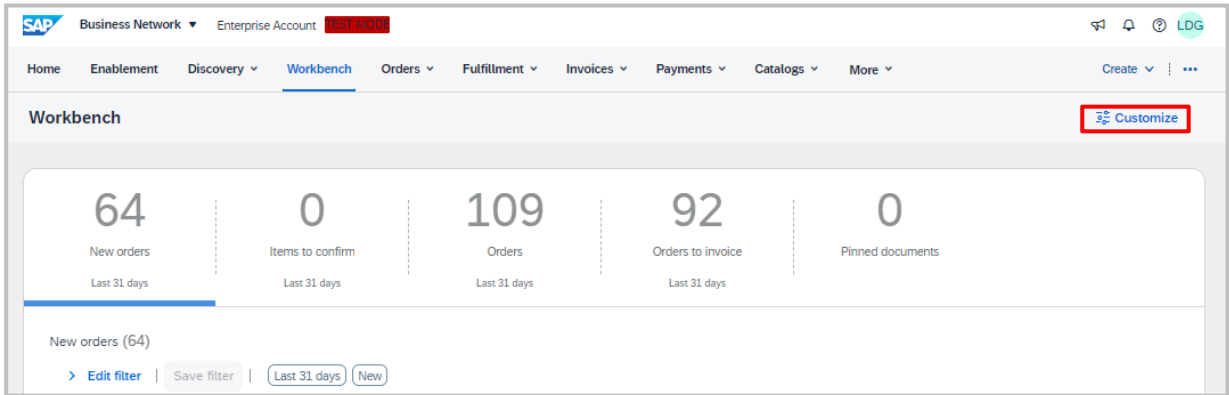 SAP Business Network Enterprise Account TEST MODE LDG
Home Enablement Discovery Workbench Orders Fulfillment Invoices Payments Catalogs More Create
Workbench Customize
64 0 109 92 0
New orders Items to confirm Orders Orders to invoice Pinned documents
Last 31 days Last 31 days Last 31 days Last 31 days
New orders (64)
Edit filter | Save filter | Last 31 days New